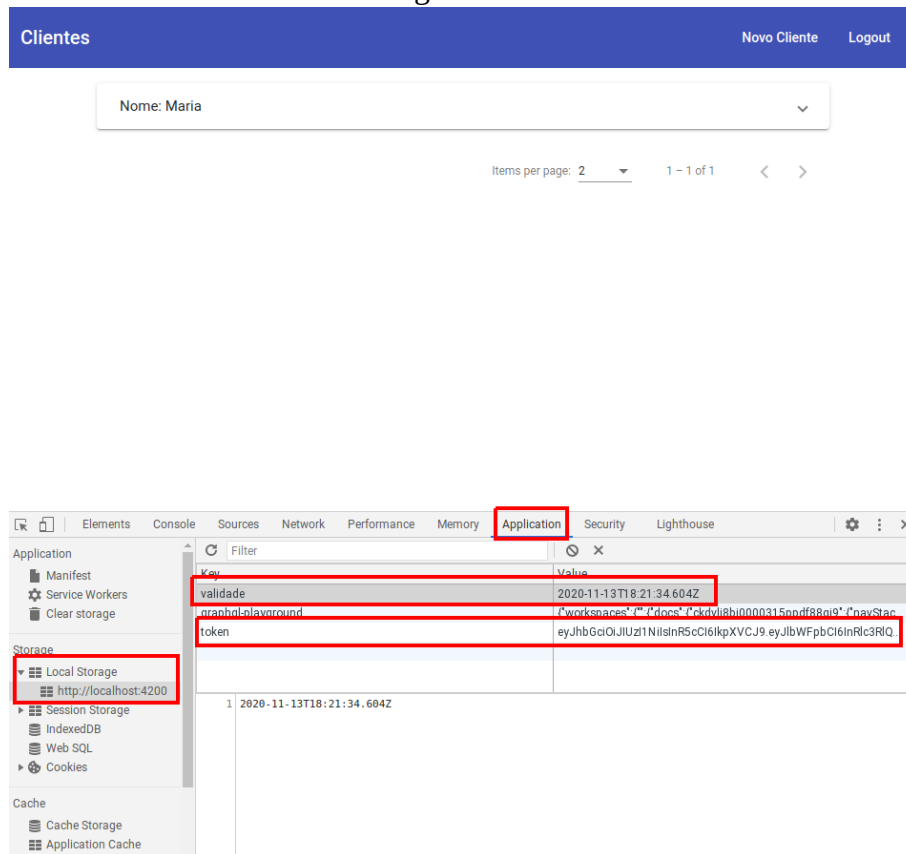 Clientes Novo Cliente Logout
Nome: Maria
Items per page: 2 1 – 1 of 1
Elements Console Sources Network Performance Memory Application Security Lighthouse
Application
Manifest
Service Workers
Clear storage
Storage
Local Storage
http://localhost:4200
Session Storage
IndexedDB
Web SQL
Cookies
Cache
Cache Storage
Application Cache
Filter
Key Value
validade 2020-11-13T18:21:34.604Z
graphql-playground
token
1 2020-11-13T18:21:34.604Z